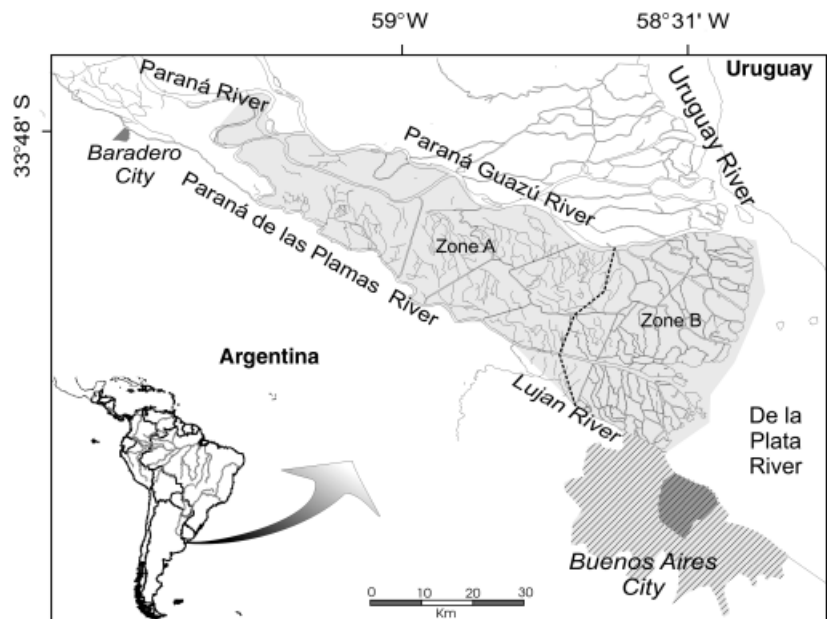 59°W
58°31' W
33°48' S
Paraná River
Uruguay
Uruguay River
Baradero
City
Paraná Guazú River
Paraná de las Plamas River
Zone A
Zone B
Argentina
Lujan River
De la
Plata
River
Buenos Aires
City
0 10 20 30
Km